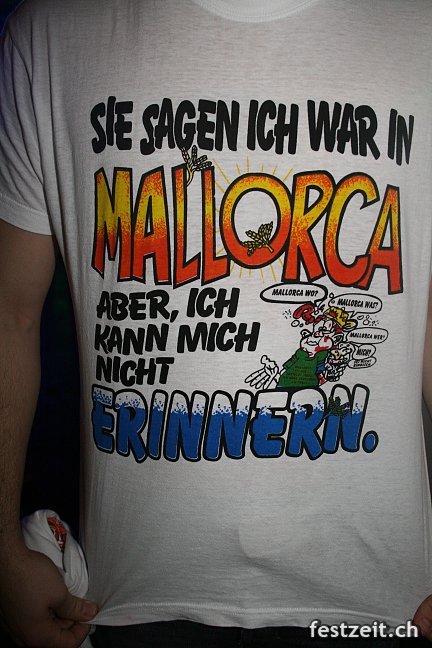 SIE SAGEN ICH WAR IN
MALLORCA
ABER, ICH
KANN MICH
NICHT
ERINNERN.
MALLORCA WO?
MALLORCA WAS?
MALLORCA WER?
MICH?
festzeit.ch